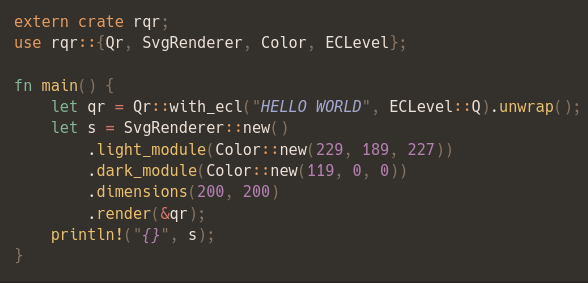 extern crate rqr;
use rqr::{Qr, SvgRenderer, Color, ECLevel};

fn main() {
    let qr = Qr::with_ecl("HELLO WORLD", ECLevel::Q).unwrap();
    let s = SvgRenderer::new()
        .light_module(Color::new(229, 189, 227))
        .dark_module(Color::new(119, 0, 0))
        .dimensions(200, 200)
        .render(&qr);
    println!("{}", s);
}